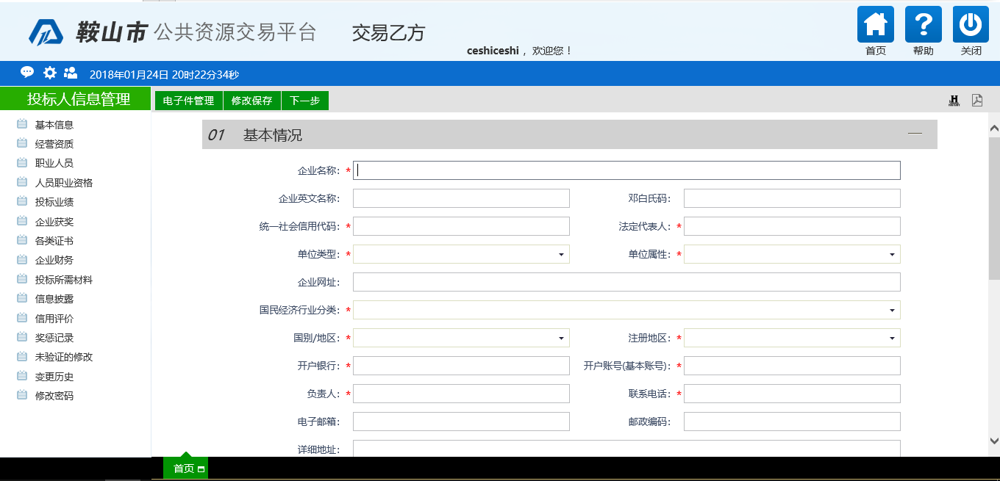 鞍山市公共资源交易平台 交易乙方
ceshiceshi ，欢迎您！
首页 帮助 关闭
2018年01月24日 20时22分34秒
投标人信息管理
电子件管理 修改保存 下一步
基本信息
经营资质
职业人员
人员职业资格
投标业绩
企业获奖
各类证书
企业财务
投标所需材料
信息披露
信用评价
奖惩记录
未验证的修改
变更历史
修改密码
01 基本情况
企业名称：*
企业英文名称： 邓白氏码：
统一社会信用代码：* 法定代表人：*
单位类型：* 单位属性：*
企业网址：
国民经济行业分类：*
国别/地区：* 注册地区：*
开户银行：* 开户账号(基本账号)：*
负责人：* 联系电话：*
电子邮箱： 邮政编码：
详细地址：
首页